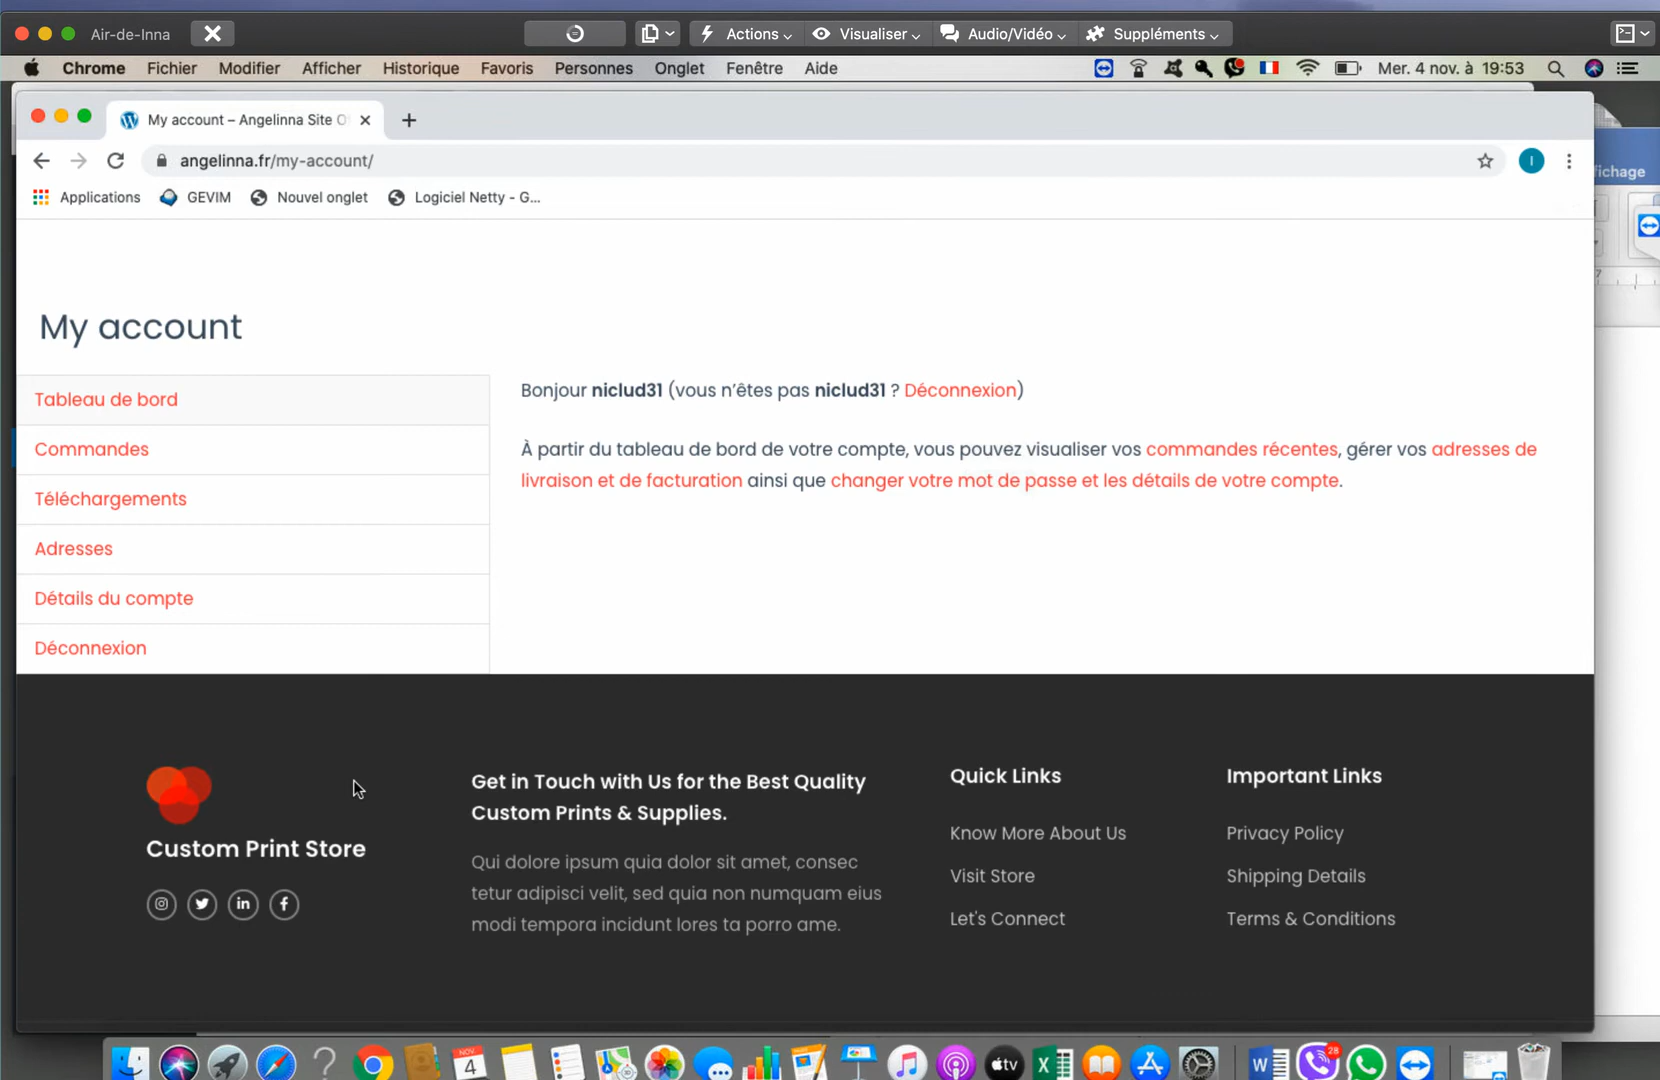 Air-de-Inna
Actions
Visualiser
Audio/Vidéo
Suppléments
Chrome Fichier Modifier Afficher Historique Favoris Personnes Onglet Fenêtre Aide
Mer. 4 nov. à 19:53
My account – Angelinna Site O
angelinna.fr/my-account/
I
fichage
Applications GEVIM Nouvel onglet Logiciel Netty - G...
7
My account
Tableau de bord
Commandes
Téléchargements
Adresses
Détails du compte
Déconnexion
Bonjour niclud31 (vous n’êtes pas niclud31 ? Déconnexion)
À partir du tableau de bord de votre compte, vous pouvez visualiser vos commandes récentes, gérer vos adresses de
livraison et de facturation ainsi que changer votre mot de passe et les détails de votre compte.
Custom Print Store
Get in Touch with Us for the Best Quality
Custom Prints & Supplies.
Qui dolore ipsum quia dolor sit amet, consec
tetur adipisci velit, sed quia non numquam eius
modi tempora incidunt lores ta porro ame.
Quick Links
Know More About Us
Visit Store
Let's Connect
Important Links
Privacy Policy
Shipping Details
Terms & Conditions
NOV
4
tv
28